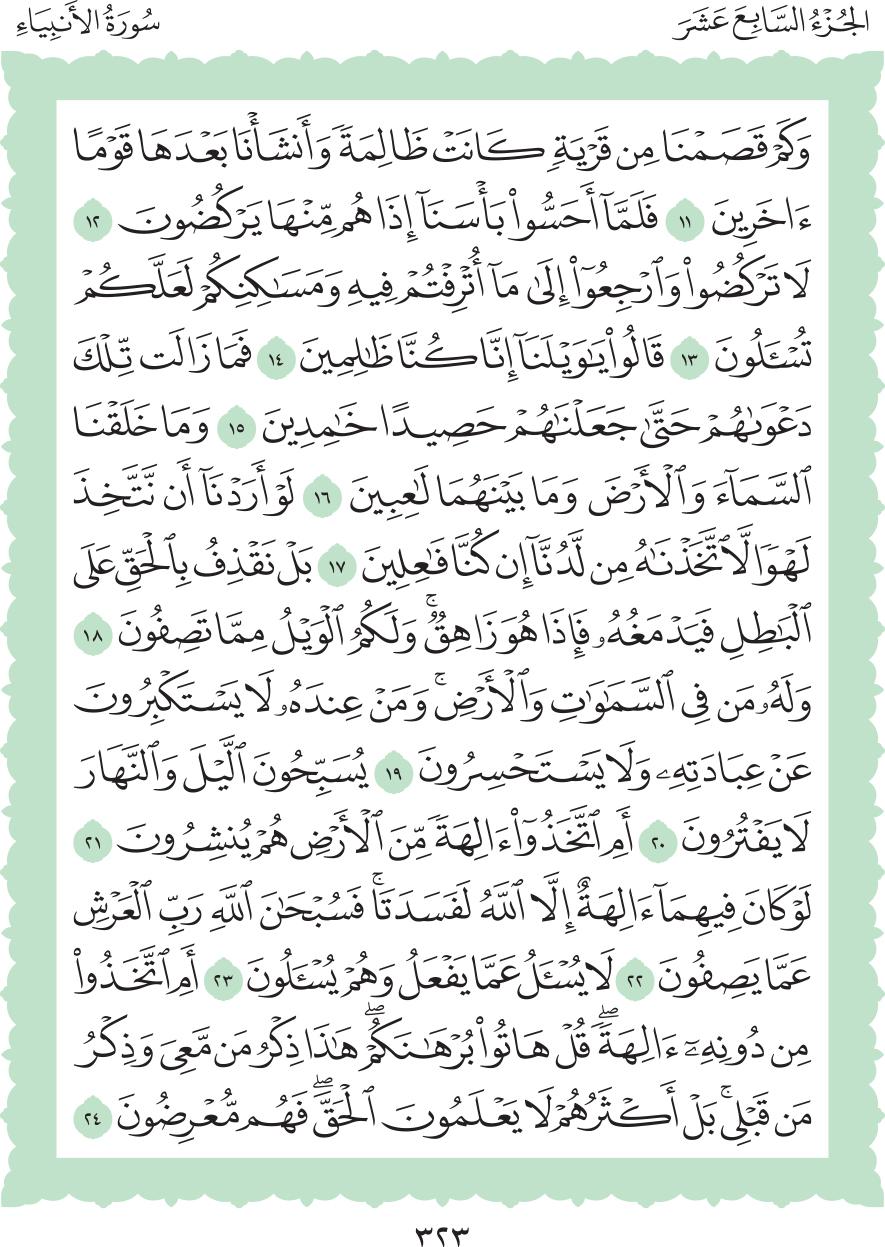 الجُزْءُ السَّابِعَ عَشَرَ
سُورَةُ الأَنبِيَاءِ
وَكَمْ قَصَمْنَا مِن قَرْيَةٍ كَانَتْ ظَالِمَةً وَأَنشَأْنَا بَعْدَهَا قَوْمًا
ءَاخَرِينَ ١١ فَلَمَّآ أَحَسُّوا۟ بَأْسَنَآ إِذَا هُم مِّنْهَا يَرْكُضُونَ ١٢
لَا تَرْكُضُوا۟ وَٱرْجِعُوٓا۟ إِلَىٰ مَآ أُتْرِفْتُمْ فِيهِ وَمَسَـٰكِنِكُمْ لَعَلَّكُمْ
تُسْـَٔلُونَ ١٣ قَالُوا۟ يَـٰوَيْلَنَآ إِنَّا كُنَّا ظَـٰلِمِينَ ١٤ فَمَا زَالَت تِّلْكَ
دَعْوَىٰهُمْ حَتَّىٰ جَعَلْنَـٰهُمْ حَصِيدًا خَـٰمِدِينَ ١٥ وَمَا خَلَقْنَا
ٱلسَّمَآءَ وَٱلْأَرْضَ وَمَا بَيْنَهُمَا لَـٰعِبِينَ ١٦ لَوْ أَرَدْنَآ أَن نَّتَّخِذَ
لَهْوًا لَّٱتَّخَذْنَـٰهُ مِن لَّدُنَّآ إِن كُنَّا فَـٰعِلِينَ ١٧ بَلْ نَقْذِفُ بِٱلْحَقِّ عَلَى
ٱلْبَـٰطِلِ فَيَدْمَغُهُۥ فَإِذَا هُوَ زَاهِقٌ ۚ وَلَكُمُ ٱلْوَيْلُ مِمَّا تَصِفُونَ ١٨
وَلَهُۥ مَن فِى ٱلسَّمَـٰوَٰتِ وَٱلْأَرْضِ ۚ وَمَنْ عِندَهُۥ لَا يَسْتَكْبِرُونَ
عَنْ عِبَادَتِهِۦ وَلَا يَسْتَحْسِرُونَ ١٩ يُسَبِّحُونَ ٱلَّيْلَ وَٱلنَّهَارَ
لَا يَفْتُرُونَ ٢٠ أَمِ ٱتَّخَذُوٓا۟ ءَالِهَةً مِّنَ ٱلْأَرْضِ هُمْ يُنشِرُونَ ٢١
لَوْ كَانَ فِيهِمَآ ءَالِهَةٌ إِلَّا ٱللَّهُ لَفَسَدَتَا ۚ فَسُبْحَـٰنَ ٱللَّهِ رَبِّ ٱلْعَرْشِ
عَمَّا يَصِفُونَ ٢٢ لَا يُسْـَٔلُ عَمَّا يَفْعَلُ وَهُمْ يُسْـَٔلُونَ ٢٣ أَمِ ٱتَّخَذُوا۟
مِن دُونِهِۦٓ ءَالِهَةً ۖ قُلْ هَاتُوا۟ بُرْهَـٰنَكُمْ ۖ هَـٰذَا ذِكْرُ مَن مَّعِىَ وَذِكْرُ
مَن قَبْلِى ۚ بَلْ أَكْثَرُهُمْ لَا يَعْلَمُونَ ٱلْحَقَّ ۖ فَهُم مُّعْرِضُونَ ٢٤
٣٢٣